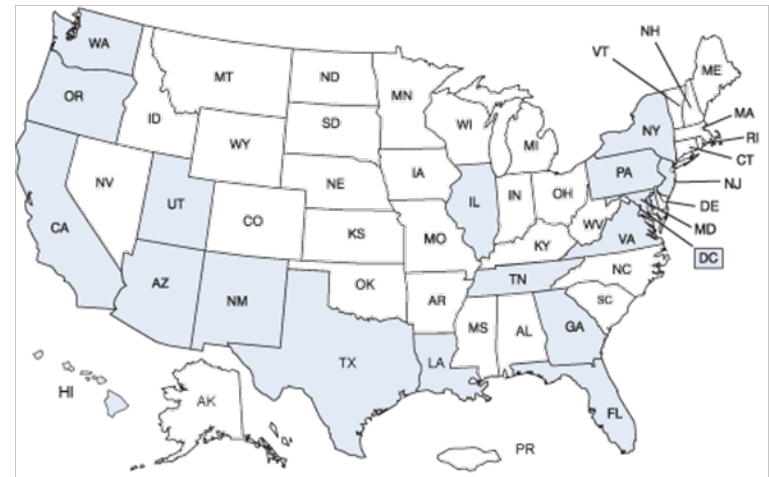 NH
VT
WA
ME
MT
ND
MN
OR
MA
ID
SD
WI
NY
RI
MI
WY
CT
IA
PA
NE
NV
NJ
UT
IL
IN
OH
DE
CO
WV
MD
CA
KS
MO
VA
KY
DC
NC
TN
AZ
OK
NM
AR
SC
MS
AL
GA
TX
LA
HI
AK
FL
PR